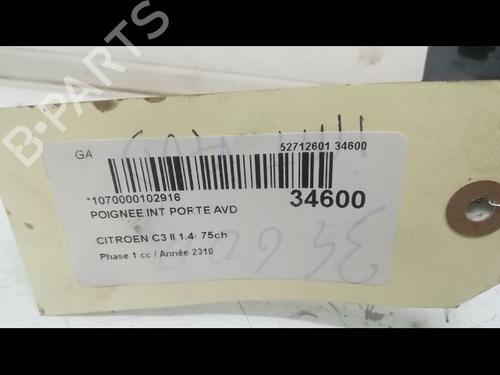 GA
52712601 34600
*1070000102916
34600
POIGNEE INT PORTE AVD
CITROEN C3 II 1.4i 75ch
Phase 1 cc / Année 2010
B-PARTS